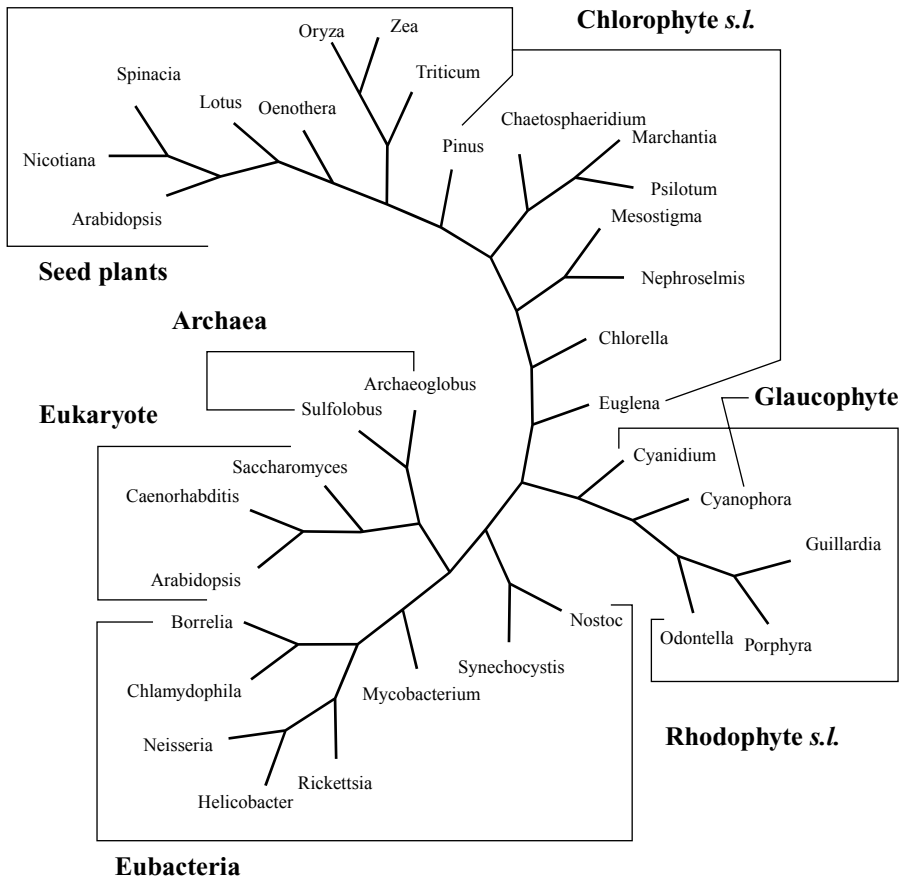 Chlorophyte s.l.
Oryza
Zea
Spinacia
Triticum
Lotus
Oenothera
Chaetosphaeridium
Marchantia
Pinus
Nicotiana
Psilotum
Arabidopsis
Mesostigma
Seed plants
Nephroselmis
Archaea
Chlorella
Archaeoglobus
Glaucophyte
Euglena
Sulfolobus
Eukaryote
Cyanidium
Saccharomyces
Caenorhabditis
Cyanophora
Guillardia
Arabidopsis
Borrelia
Nostoc
Odontella
Porphyra
Synechocystis
Chlamydophila
Mycobacterium
Rhodophyte s.l.
Neisseria
Rickettsia
Helicobacter
Eubacteria